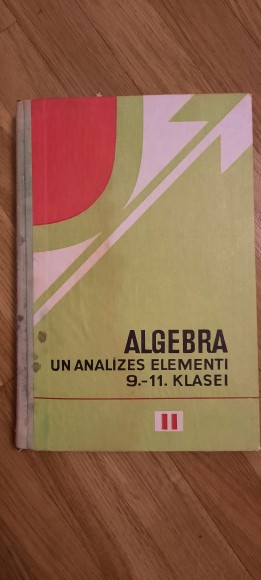 ALGEBRA
UN ANALĪZES ELEMENTI
9.-11. KLASEI
II